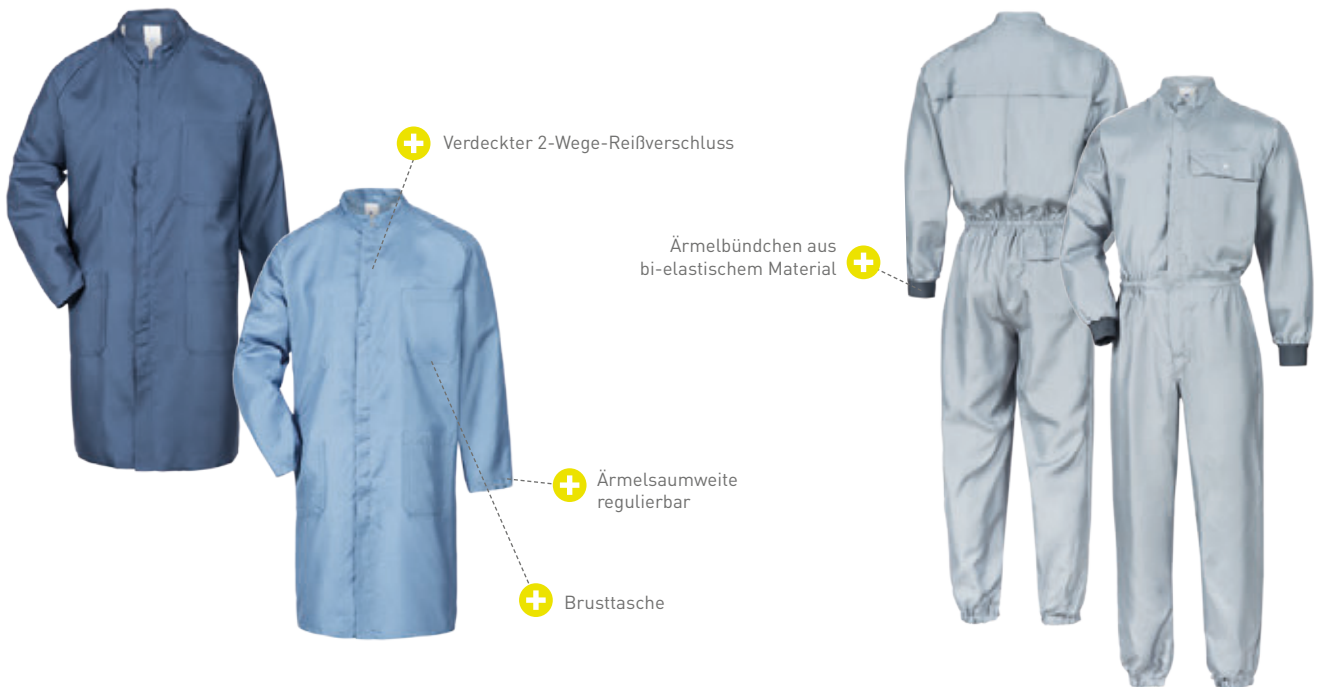 Verdeckter 2-Wege-Reißverschluss
Ärmelbündchen aus
bi-elastischem Material
Ärmelsaumweite
regulierbar
Brusttasche